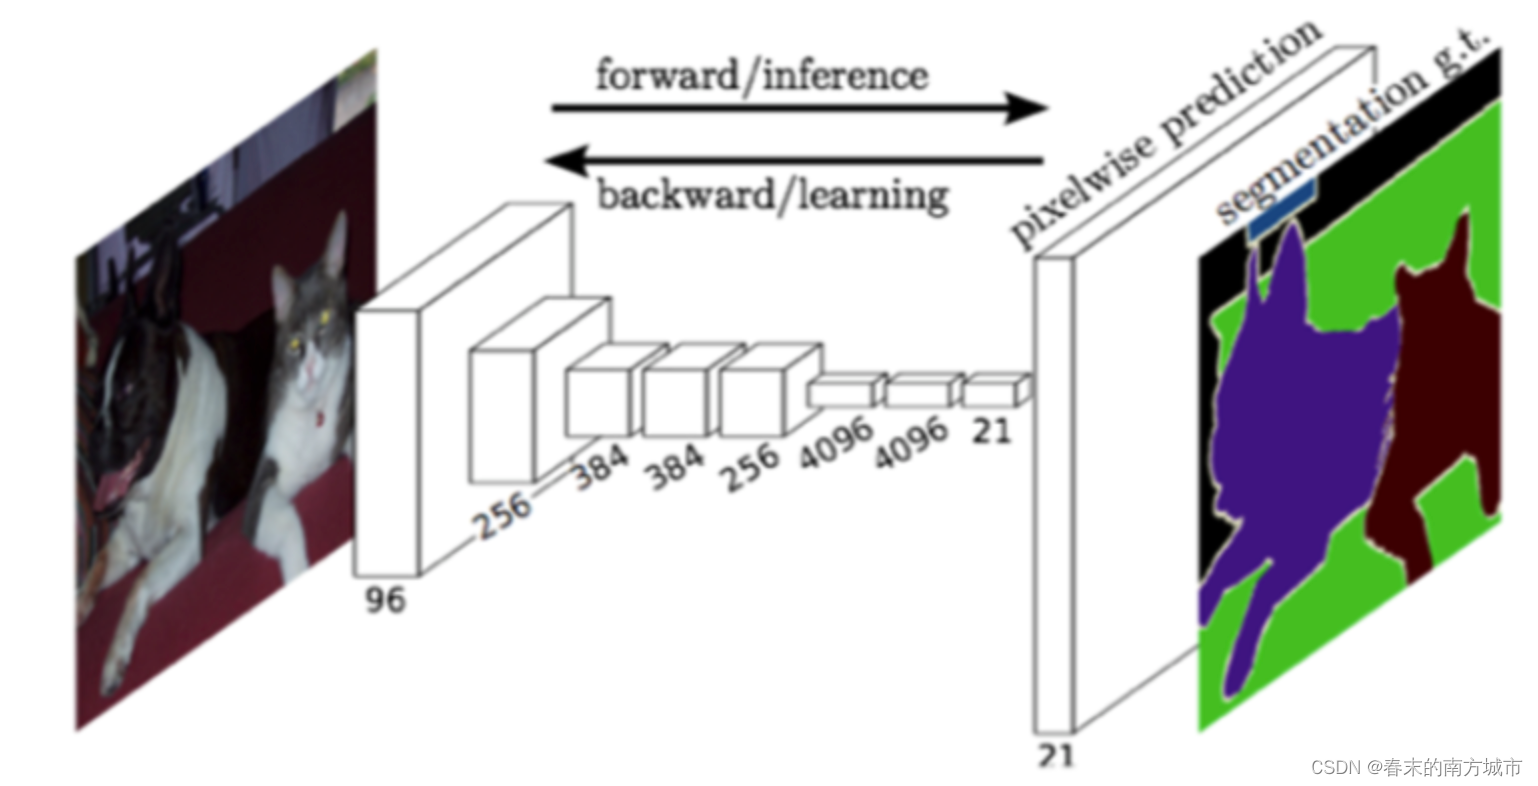 forward/inference
backward/learning
pixelwise prediction
segmentation g.t.
96
256
384
384
256
4096
4096
21
21
CSDN @春末的南方城市